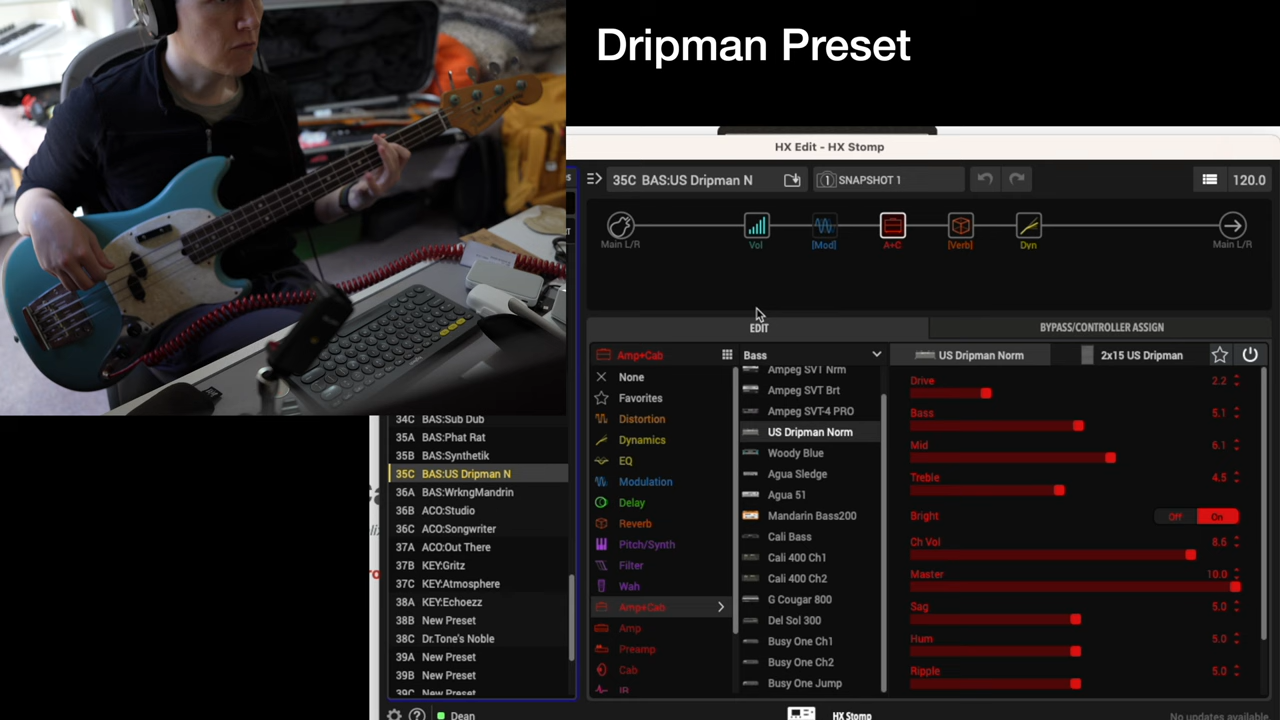 Dripman Preset
HX Edit - HX Stomp
35C BAS:US Dripman N
1 SNAPSHOT 1
120.0
Main L/R
Vol
[Mod]
A+C
[Verb]
Dyn
Main L/R
EDIT
BYPASS/CONTROLLER ASSIGN
Amp+Cab
None
Favorites
Distortion
Dynamics
EQ
Modulation
Delay
Reverb
Pitch/Synth
Filter
Wah
Amp+Cab
Amp
Preamp
Cab
IR
Bass
Ampeg SVT Nrm
Ampeg SVT Brt
Ampeg SVT-4 PRO
US Dripman Norm
Woody Blue
Agua Sledge
Agua 51
Mandarin Bass200
Cali Bass
Cali 400 Ch1
Cali 400 Ch2
G Cougar 800
Del Sol 300
Busy One Ch1
Busy One Ch2
Busy One Jump
US Dripman Norm
2x15 US Dripman
Drive 2.2
Bass 5.1
Mid 6.1
Treble 4.5
Bright Off On
Ch Vol 8.6
Master 10.0
Sag 5.0
Hum 5.0
Ripple 5.0
34C BAS:Sub Dub
35A BAS:Phat Rat
35B BAS:Synthetik
35C BAS:US Dripman N
36A BAS:WrkngMandrin
36B ACO:Studio
36C ACO:Songwriter
37A ACO:Out There
37B KEY:Gritz
37C KEY:Atmosphere
38A KEY:Echoezz
38B New Preset
38C Dr.Tone's Noble
39A New Preset
39B New Preset
39C New Preset
Dean
HX Stomp
No updates available